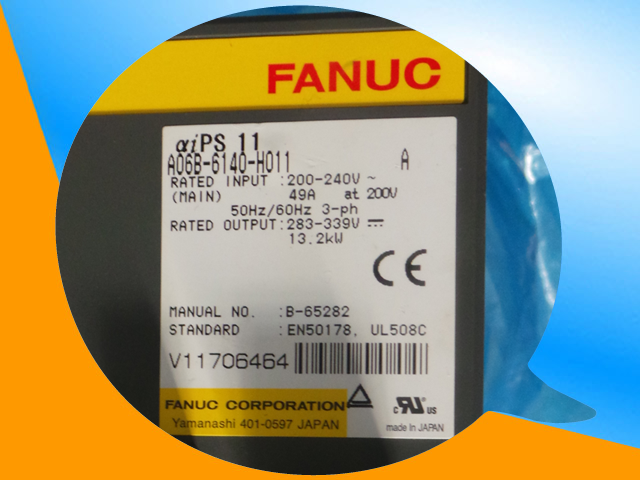 FANUC
αiPS 11
A06B-6140-H011 A
RATED INPUT :200-240V ~
(MAIN) 49A at 200V
50Hz/60Hz 3-ph
RATED OUTPUT:283-339V ⎓
13.2kW
CE
MANUAL NO. :B-65282
STANDARD :EN50178, UL508C
V11706464
FANUC CORPORATION
Yamanashi 401-0597 JAPAN
c RU US
made in JAPAN